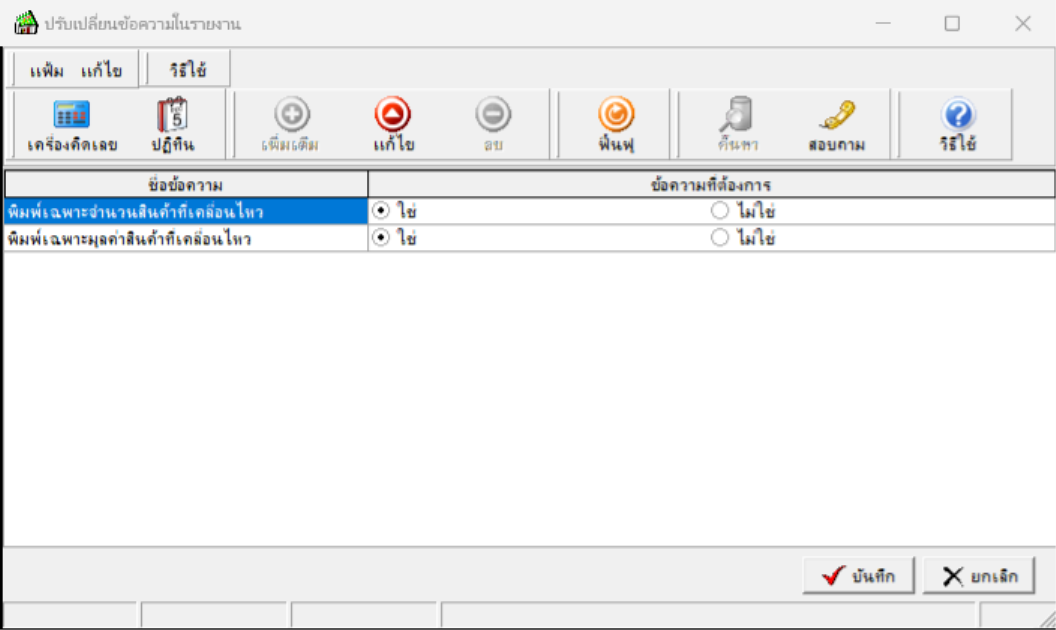 ปรับเปลี่ยนข้อความในรายงาน
แฟ้ม แก้ไข วิธีใช้
5
เครื่องคิดเลข ปฏิทิน เพิ่มเติม แก้ไข ลบ ฟื้นฟู ค้นหา สอบถาม วิธีใช้
ชื่อข้อความ ข้อความที่ต้องการ
พิมพ์เฉพาะจำนวนสินค้าที่เคลื่อนไหว ใช่ ไม่ใช่
พิมพ์เฉพาะมูลค่าสินค้าที่เคลื่อนไหว ใช่ ไม่ใช่
บันทึก ยกเลิก